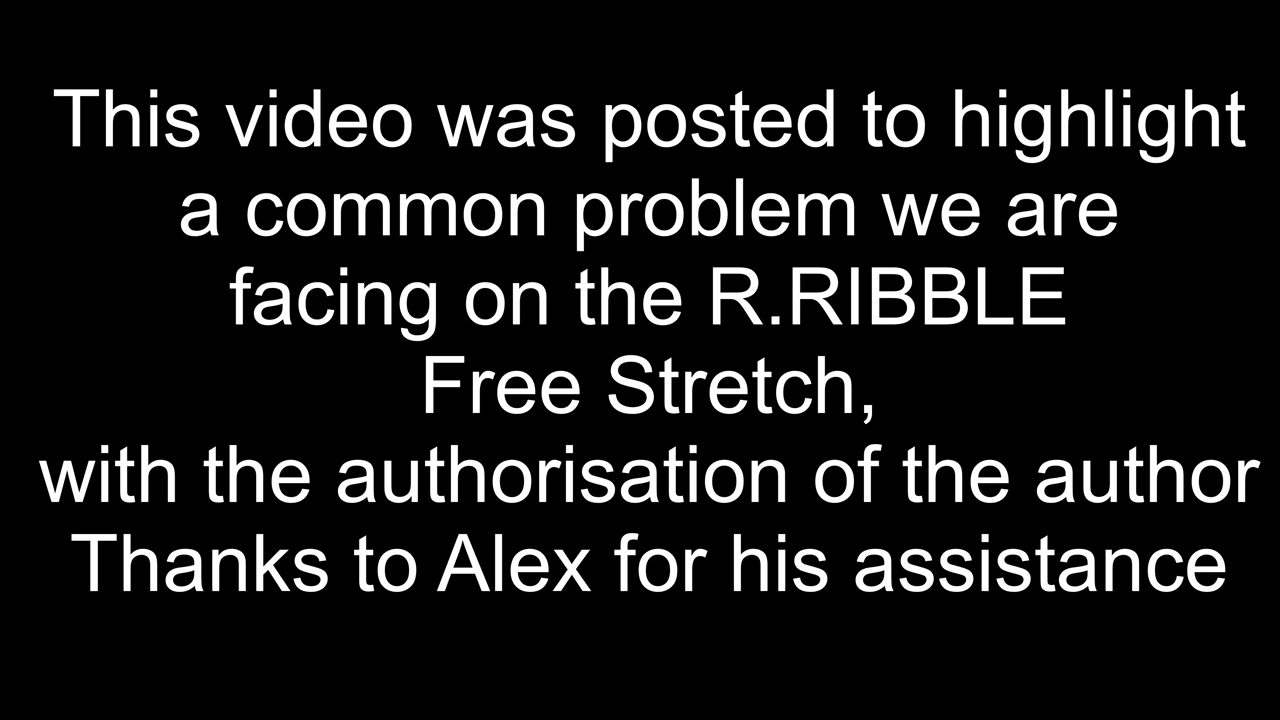 This video was posted to highlight
a common problem we are
facing on the R.RIBBLE
Free Stretch,
with the authorisation of the author
Thanks to Alex for his assistance